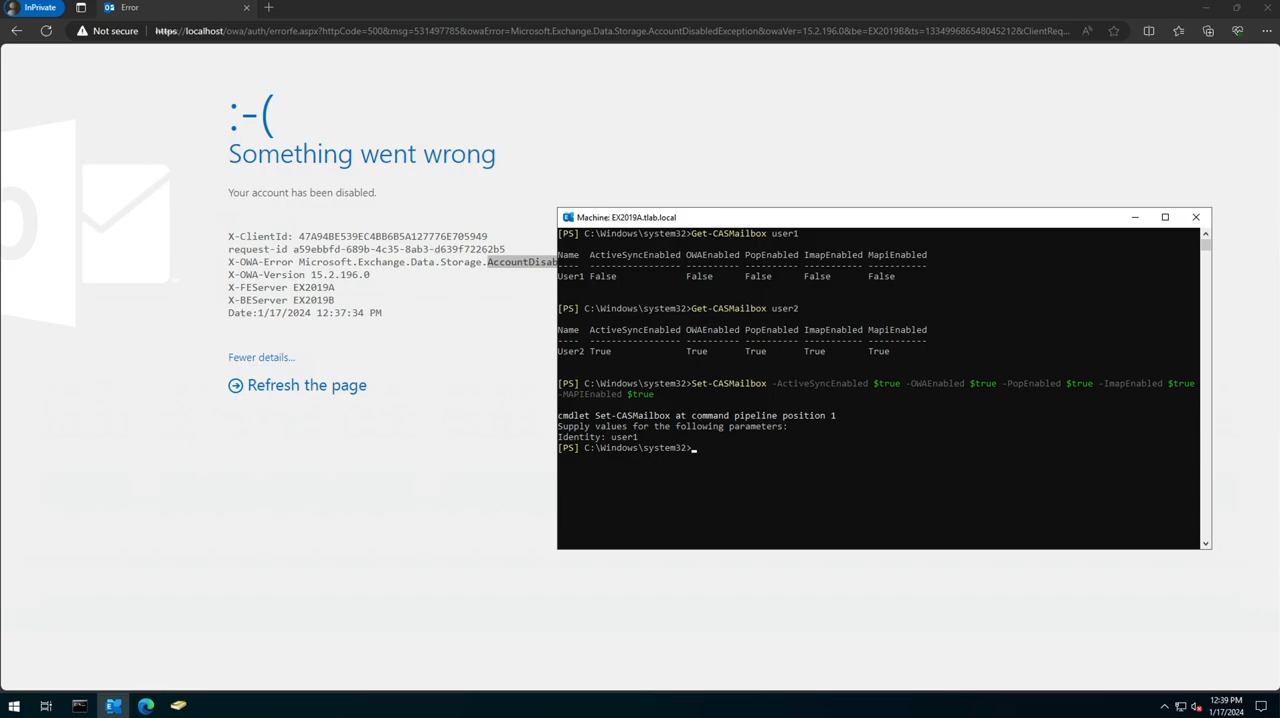 InPrivate
Error
Not secure
https://localhost/owa/auth/errorfe.aspx?httpCode=500&msg=531497785&owaError=Microsoft.Exchange.Data.Storage.AccountDisabledException&owaVer=15.2.196.0&be=EX2019B&ts=133499686548045212&ClientReq...
:-(
Something went wrong
Your account has been disabled.
X-ClientId: 47A94BE539EC4BB6B5A127776E705949
request-id a59ebbfd-689b-4c35-8ab3-d639f72262b5
X-OWA-Error Microsoft.Exchange.Data.Storage.AccountDisab
X-OWA-Version 15.2.196.0
X-FEServer EX2019A
X-BEServer EX2019B
Date:1/17/2024 12:37:34 PM
Fewer details...
Refresh the page
Machine: EX2019A.tlab.local
[PS] C:\Windows\system32>Get-CASMailbox user1
Name ActiveSyncEnabled OWAEnabled PopEnabled ImapEnabled MapiEnabled
---- ----------------- ---------- ---------- ----------- -----------
User1 False False False False False
[PS] C:\Windows\system32>Get-CASMailbox user2
Name ActiveSyncEnabled OWAEnabled PopEnabled ImapEnabled MapiEnabled
---- ----------------- ---------- ---------- ----------- -----------
User2 True True True True True
[PS] C:\Windows\system32>Set-CASMailbox -ActiveSyncEnabled $true -OWAEnabled $true -PopEnabled $true -ImapEnabled $true
-MAPIEnabled $true
cmdlet Set-CASMailbox at command pipeline position 1
Supply values for the following parameters:
Identity: user1
[PS] C:\Windows\system32>
12:39 PM
1/17/2024